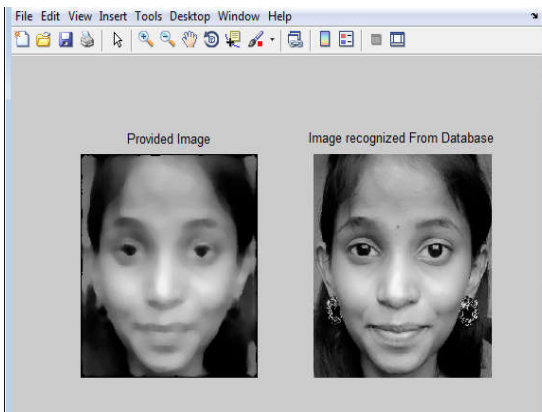 File Edit View Insert Tools Desktop Window Help
Provided Image
Image recognized From Database